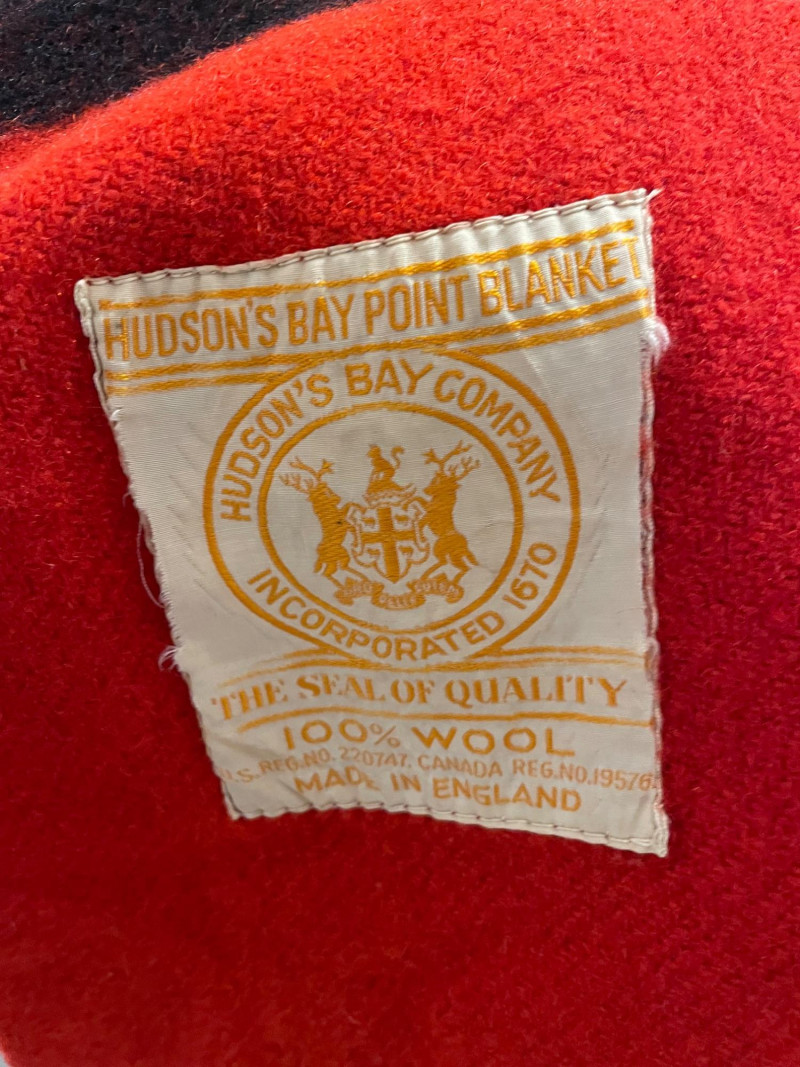 HUDSON'S BAY POINT BLANKET
HUDSON'S BAY COMPANY
INCORPORATED 1670
THE SEAL OF QUALITY
100% WOOL
U.S. REG.NO. 220747. CANADA REG.NO.19576.
MADE IN ENGLAND